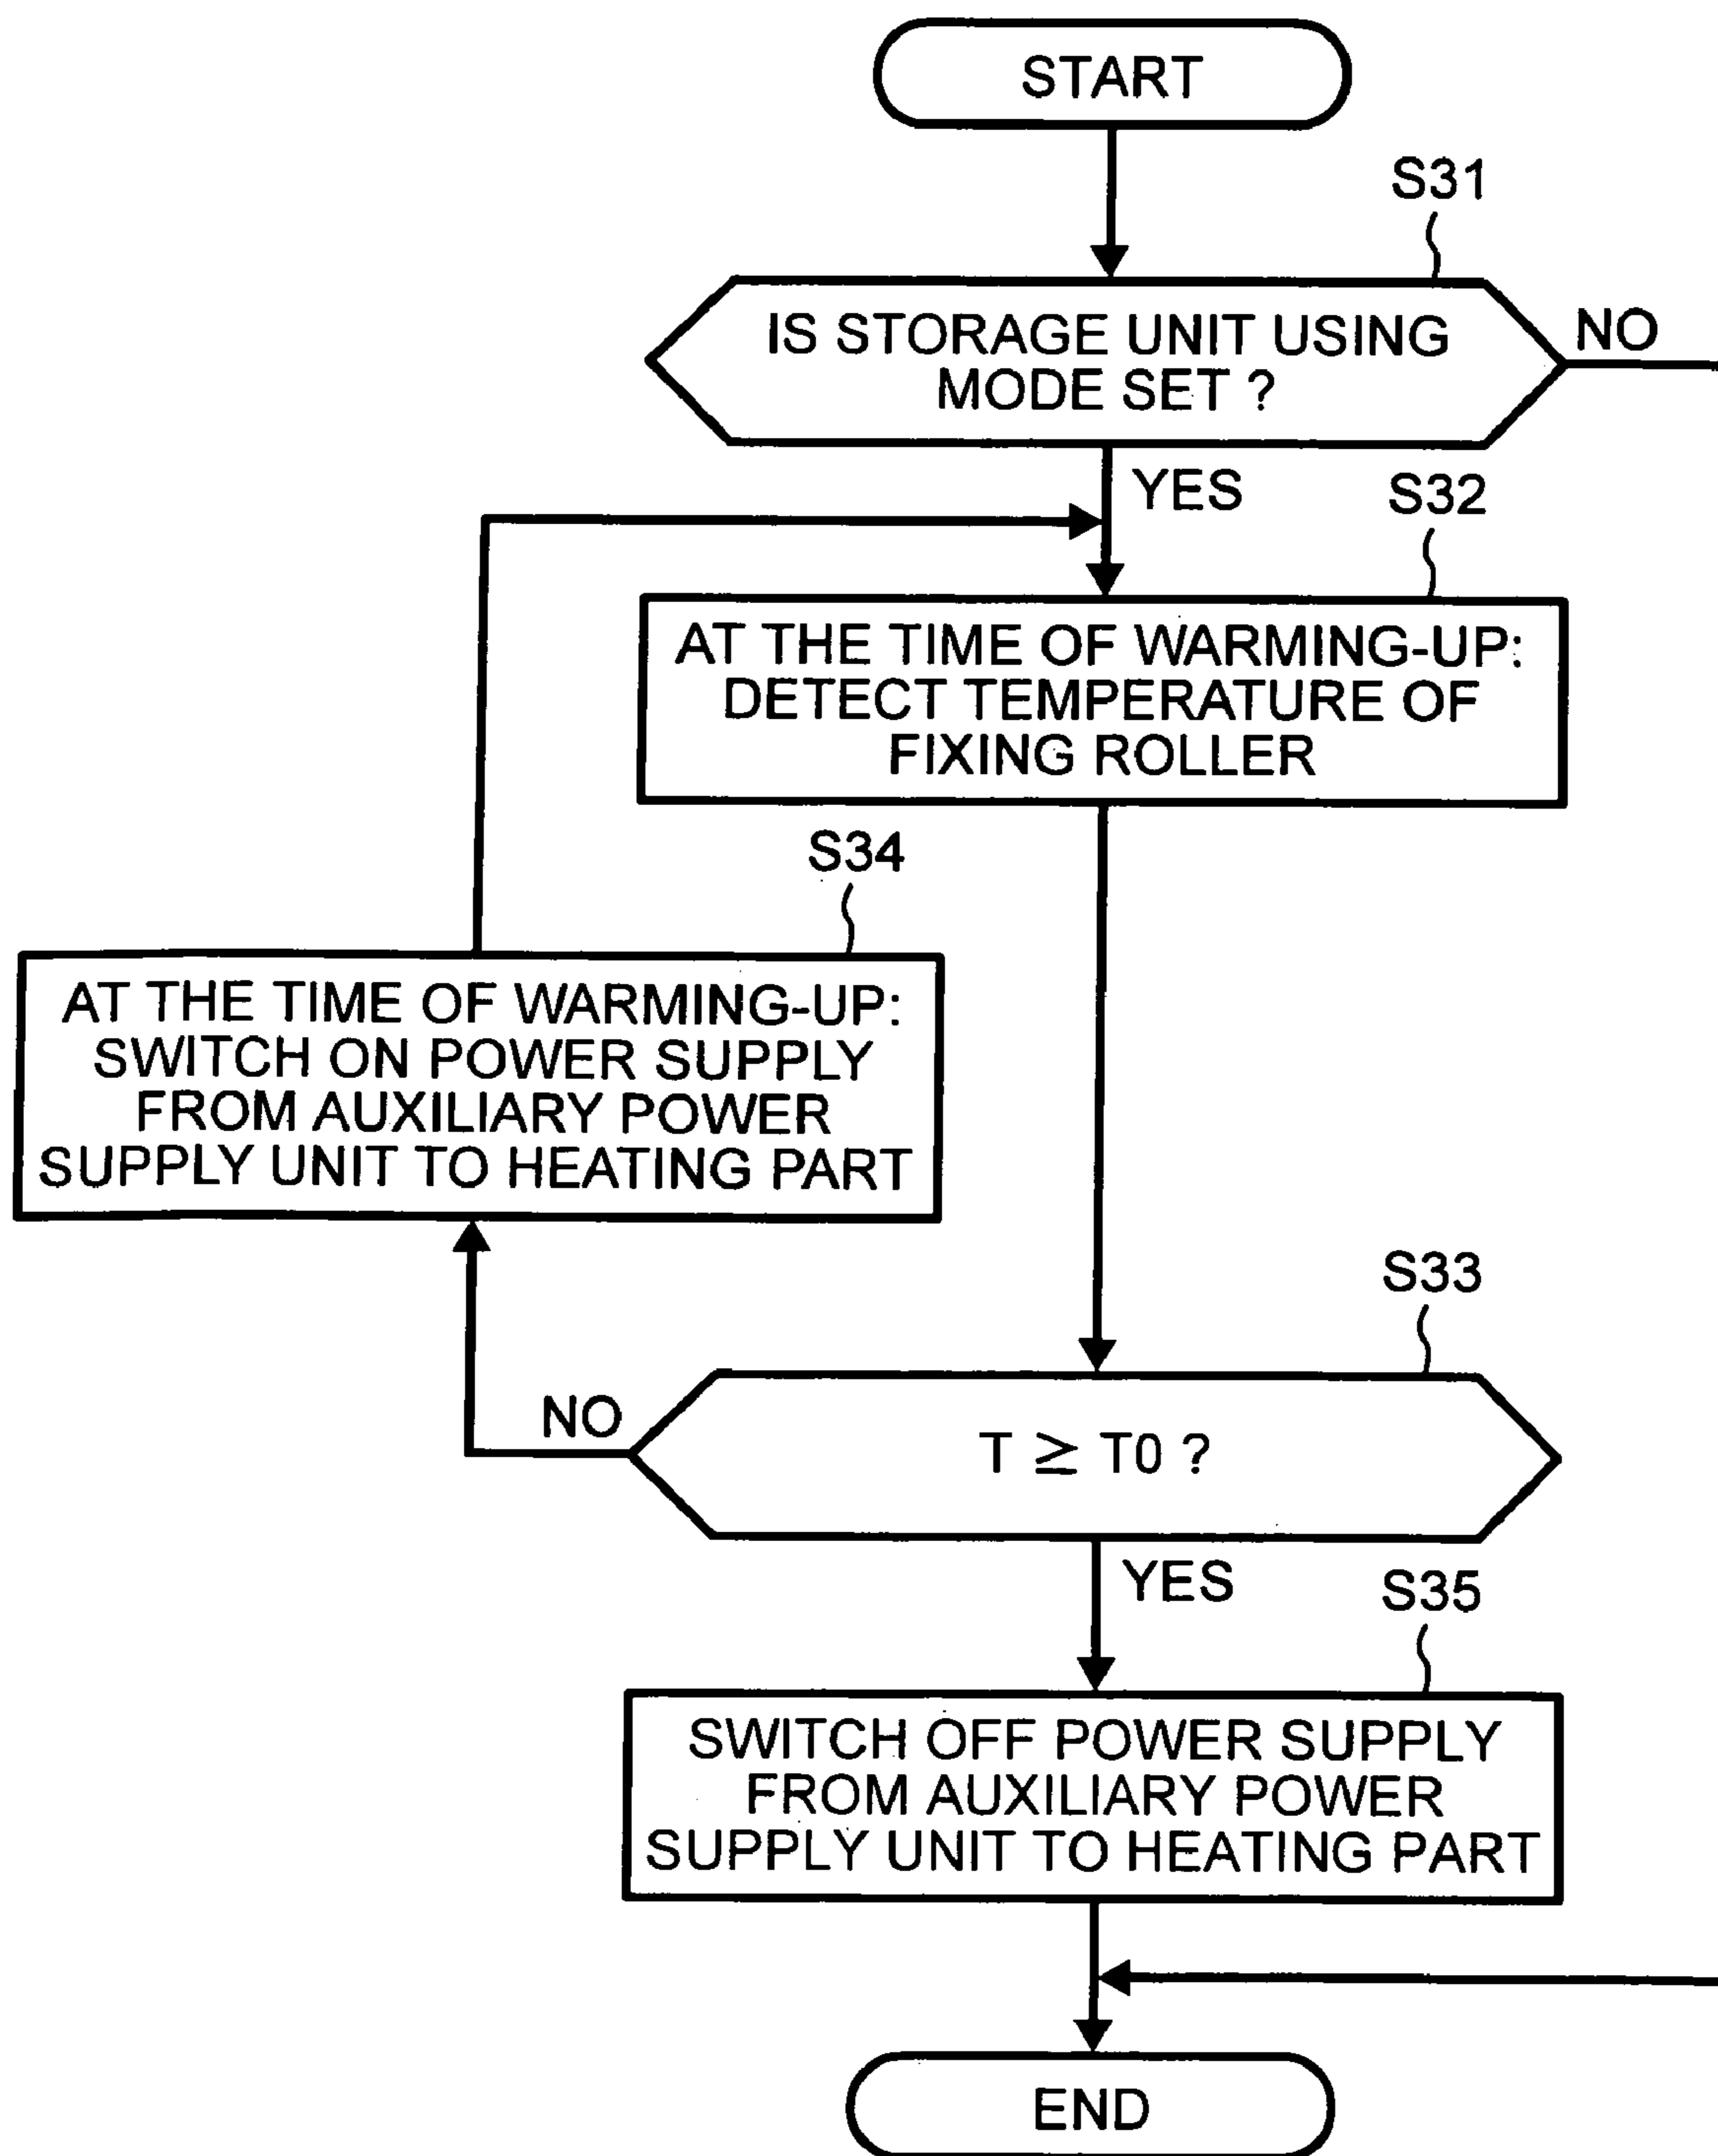 START
S31
IS STORAGE UNIT USING
MODE SET ?
NO
YES
S32
AT THE TIME OF WARMING-UP:
DETECT TEMPERATURE OF
FIXING ROLLER
S34
AT THE TIME OF WARMING-UP:
SWITCH ON POWER SUPPLY
FROM AUXILIARY POWER
SUPPLY UNIT TO HEATING PART
S33
NO
T ≧ T0 ?
YES
S35
SWITCH OFF POWER SUPPLY
FROM AUXILIARY POWER
SUPPLY UNIT TO HEATING PART
END